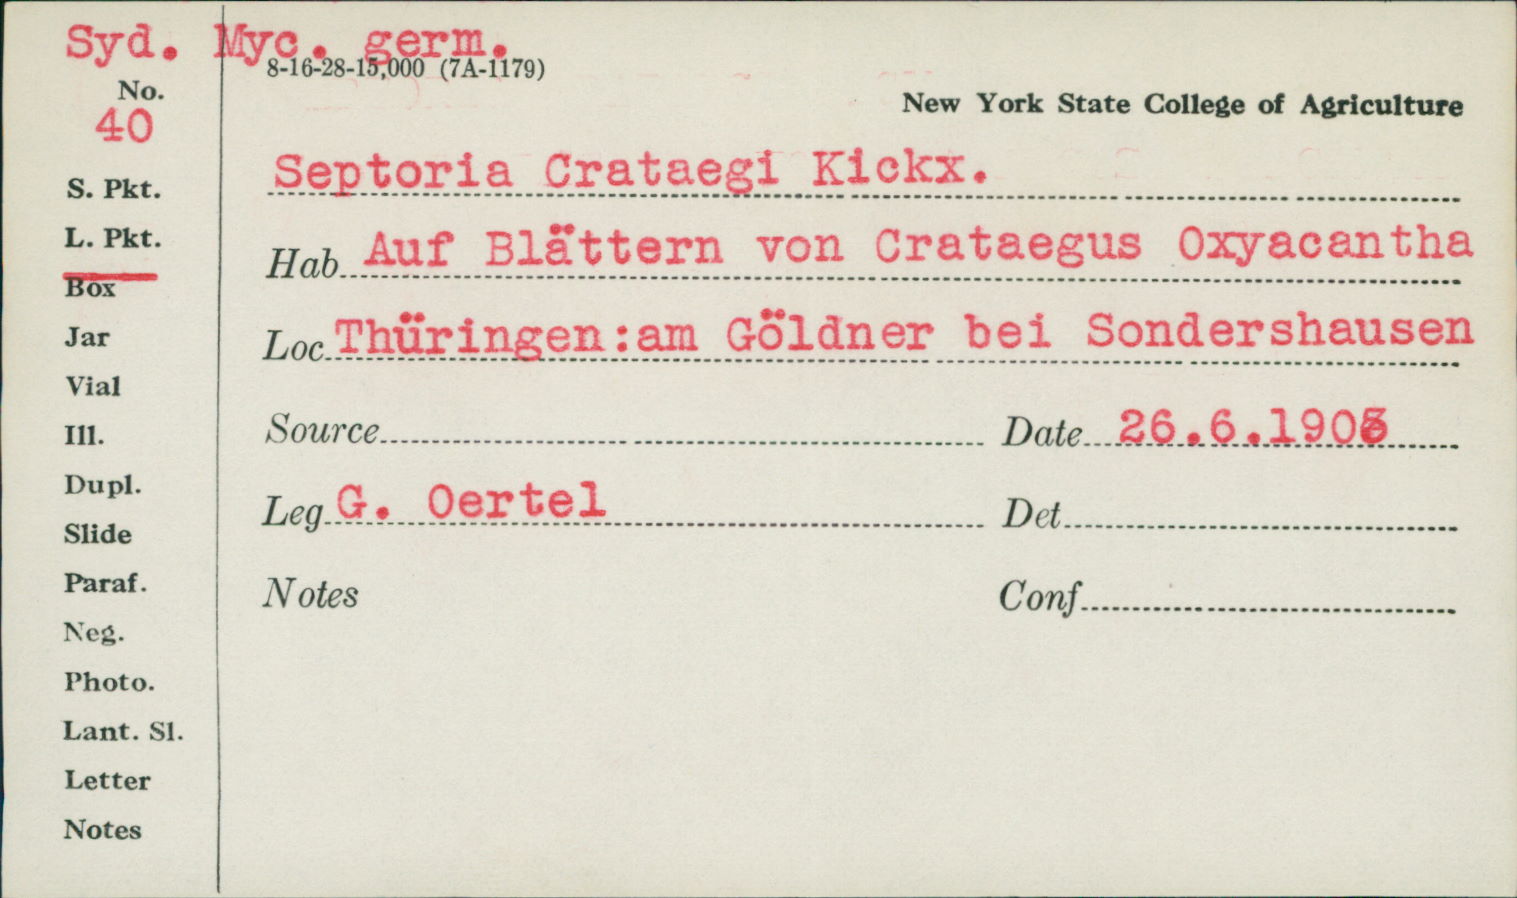 Syd. Myc. germ.
8-16-28-15,000 (7A-1179)
No.
40
New York State College of Agriculture
S. Pkt.
Septoria Crataegi Kickx.
L. Pkt.
Hab. Auf Blättern von Crataegus Oxyacantha
Box
Jar
Loc. Thüringen:am Göldner bei Sondershausen
Vial
Ill.
Source
Date 26.6.190
Dupl.
Leg. G. Oertel
Det.
Slide
Paraf.
Notes
Conf.
Neg.
Photo.
Lant. Sl.
Letter
Notes